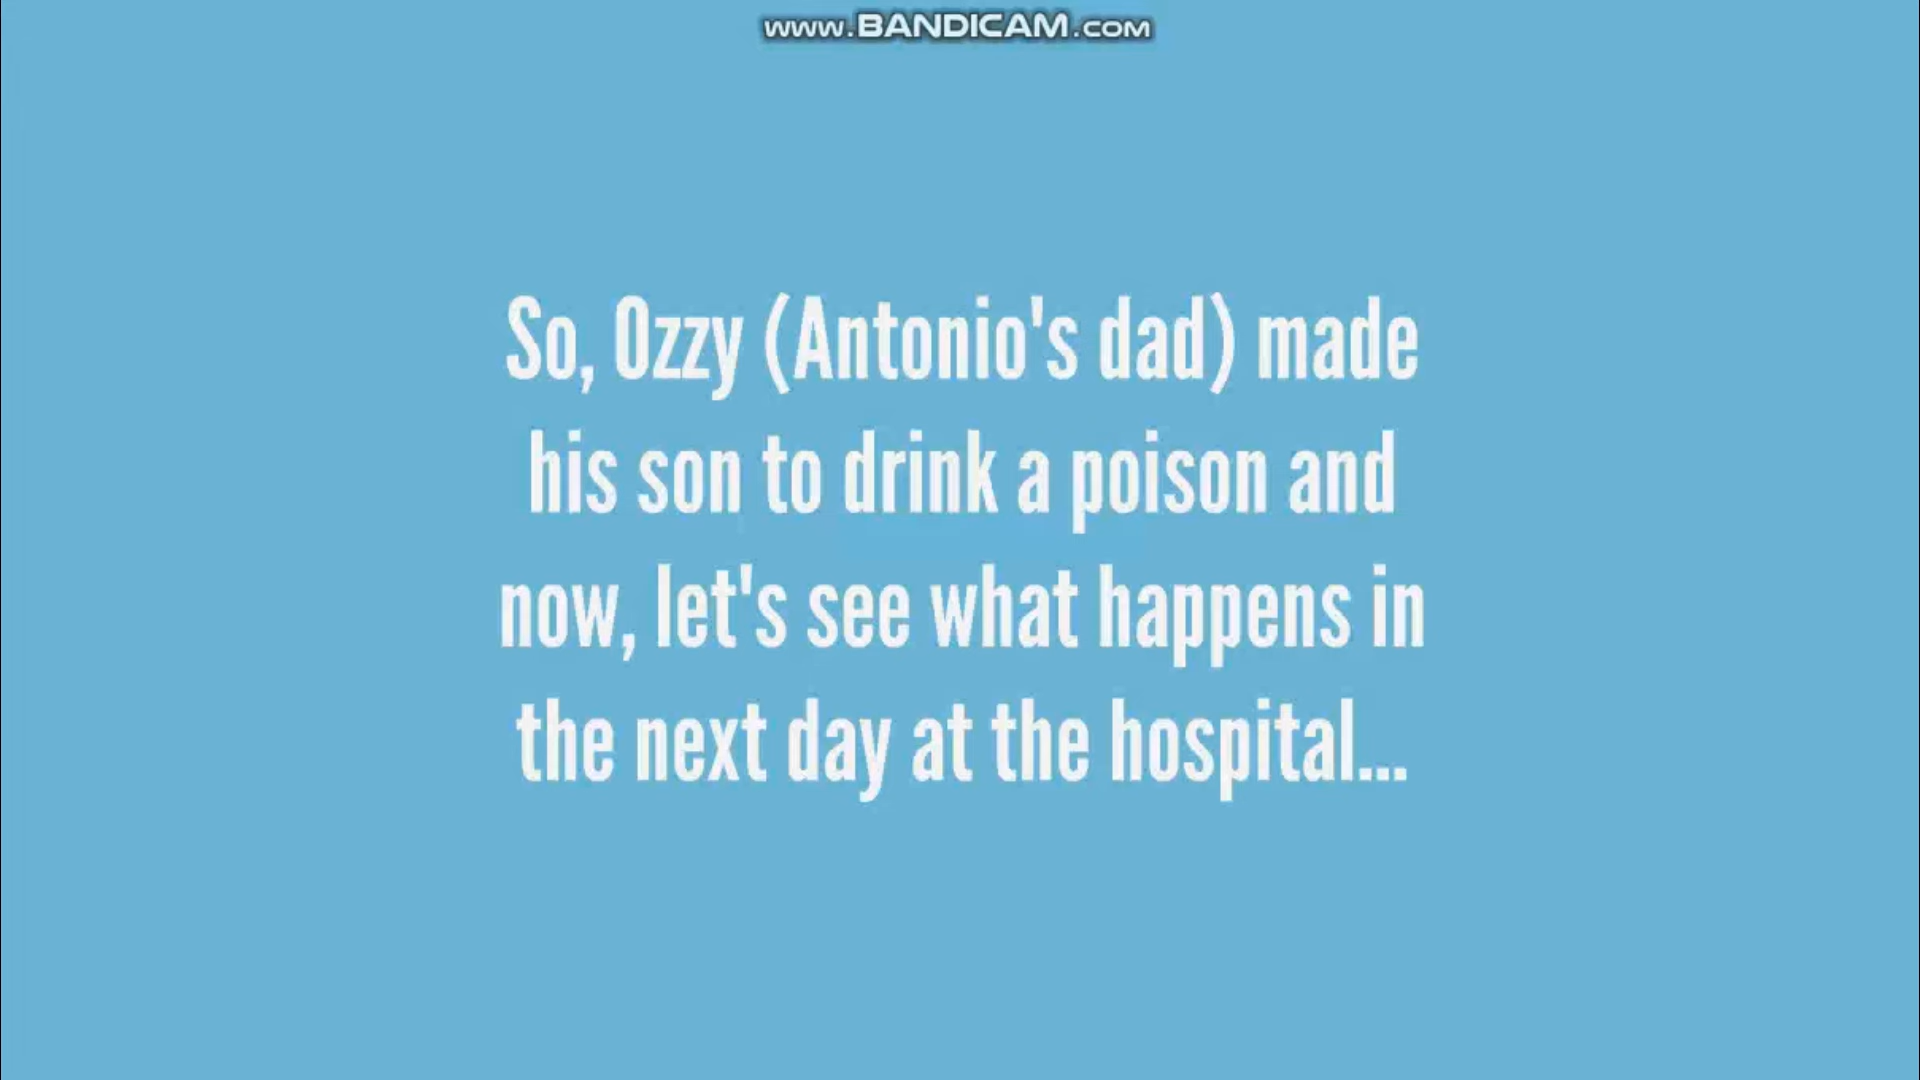 www.BANDICAM.com
So, Ozzy (Antonio's dad) made
his son to drink a poison and
now, let's see what happens in
the next day at the hospital...